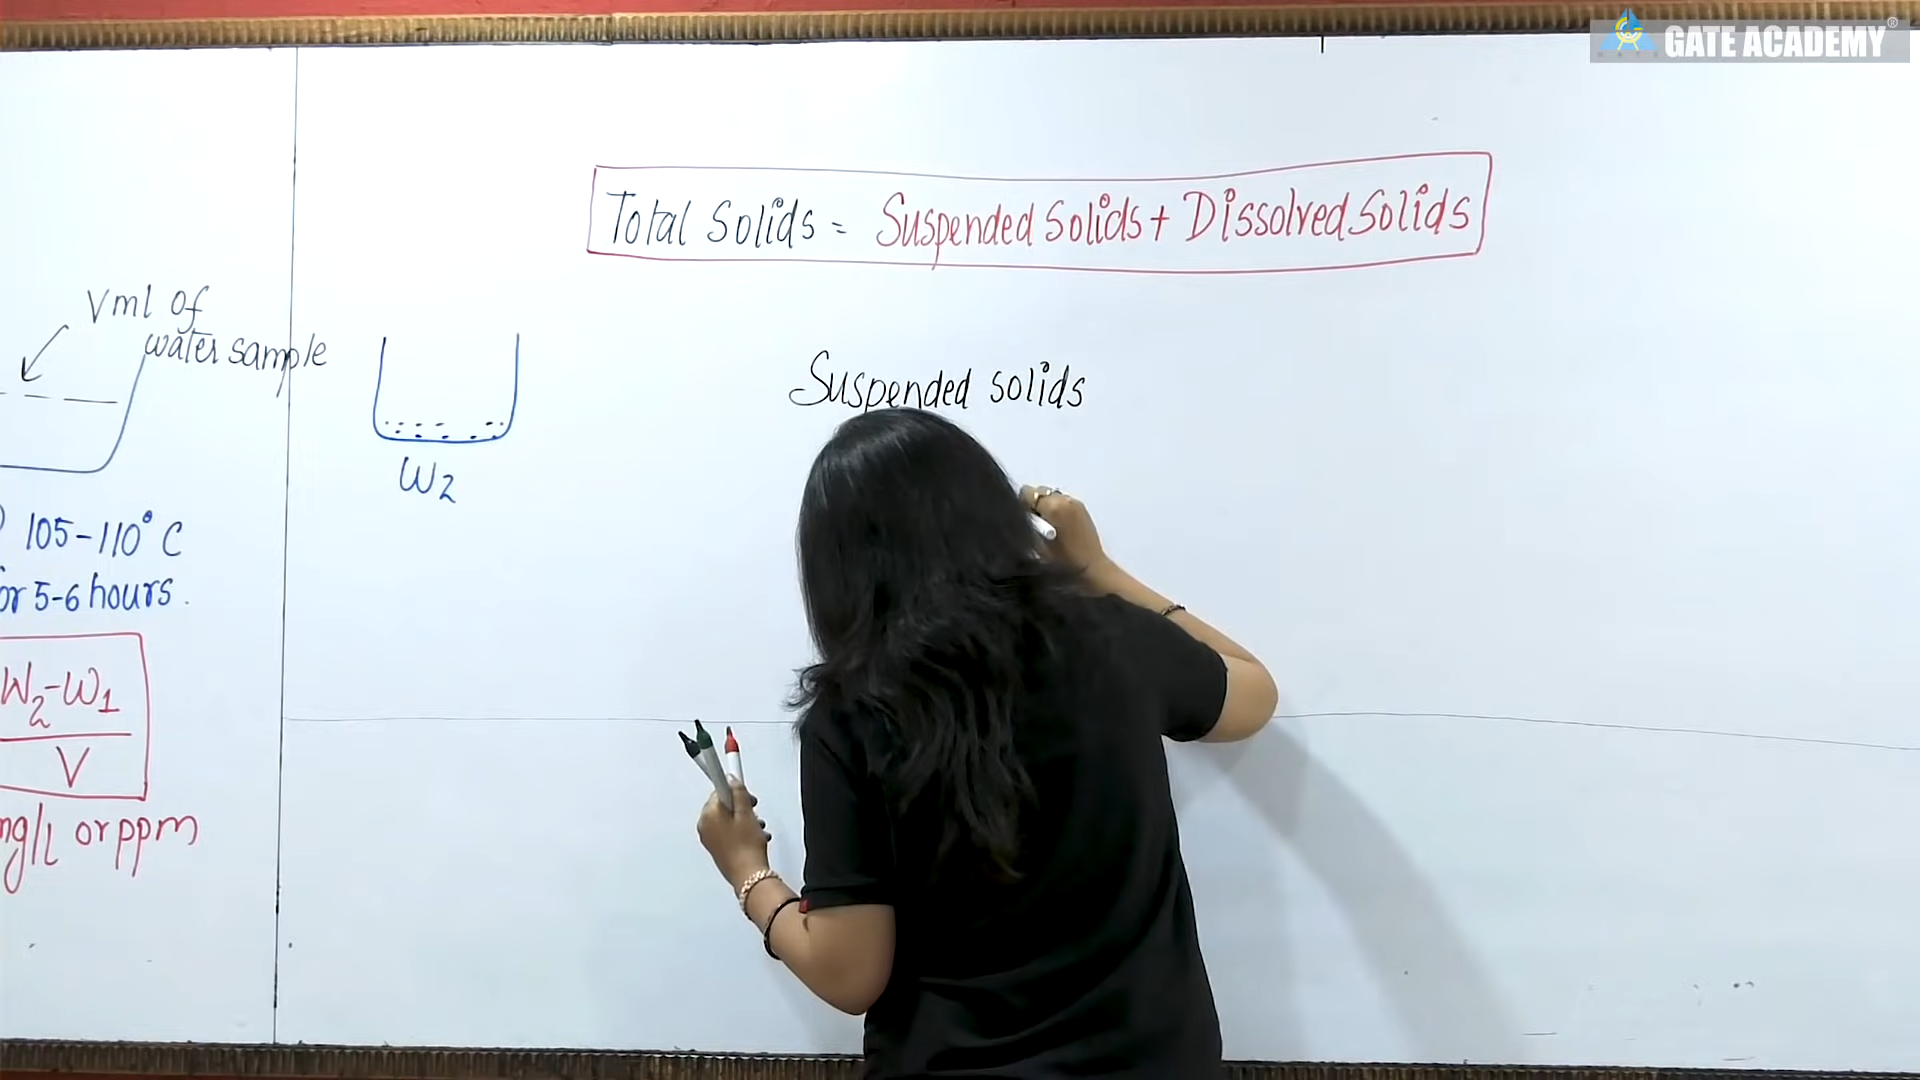 GATE ACADEMY®
Total Solids = Suspended Solids + Dissolved Solids
Vml of
water sample
W2
105-110°C
for 5-6 hours.
W2-W1
V
mg/l or ppm
Suspended solids